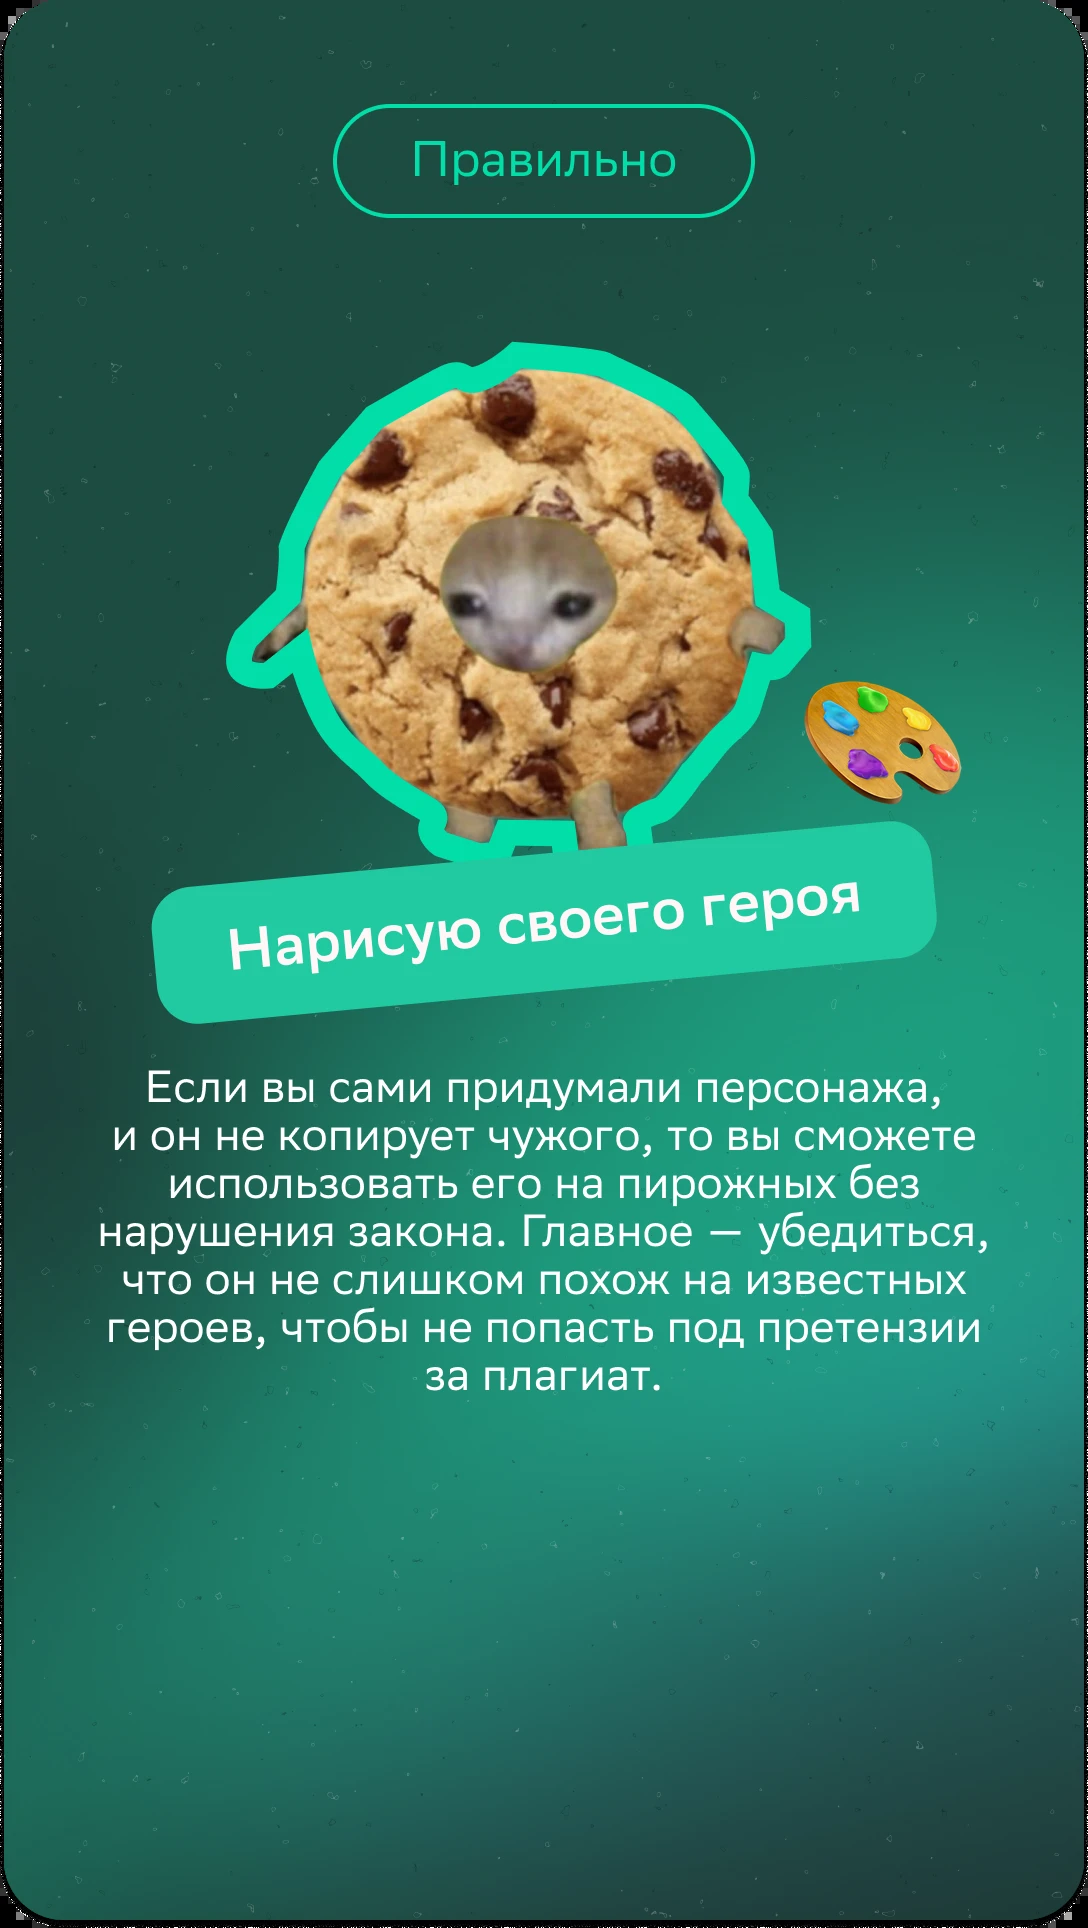 Правильно
Нарисую своего героя
Если вы сами придумали персонажа,
и он не копирует чужого, то вы сможете
использовать его на пирожных без
нарушения закона. Главное — убедиться,
что он не слишком похож на известных
героев, чтобы не попасть под претензии
за плагиат.